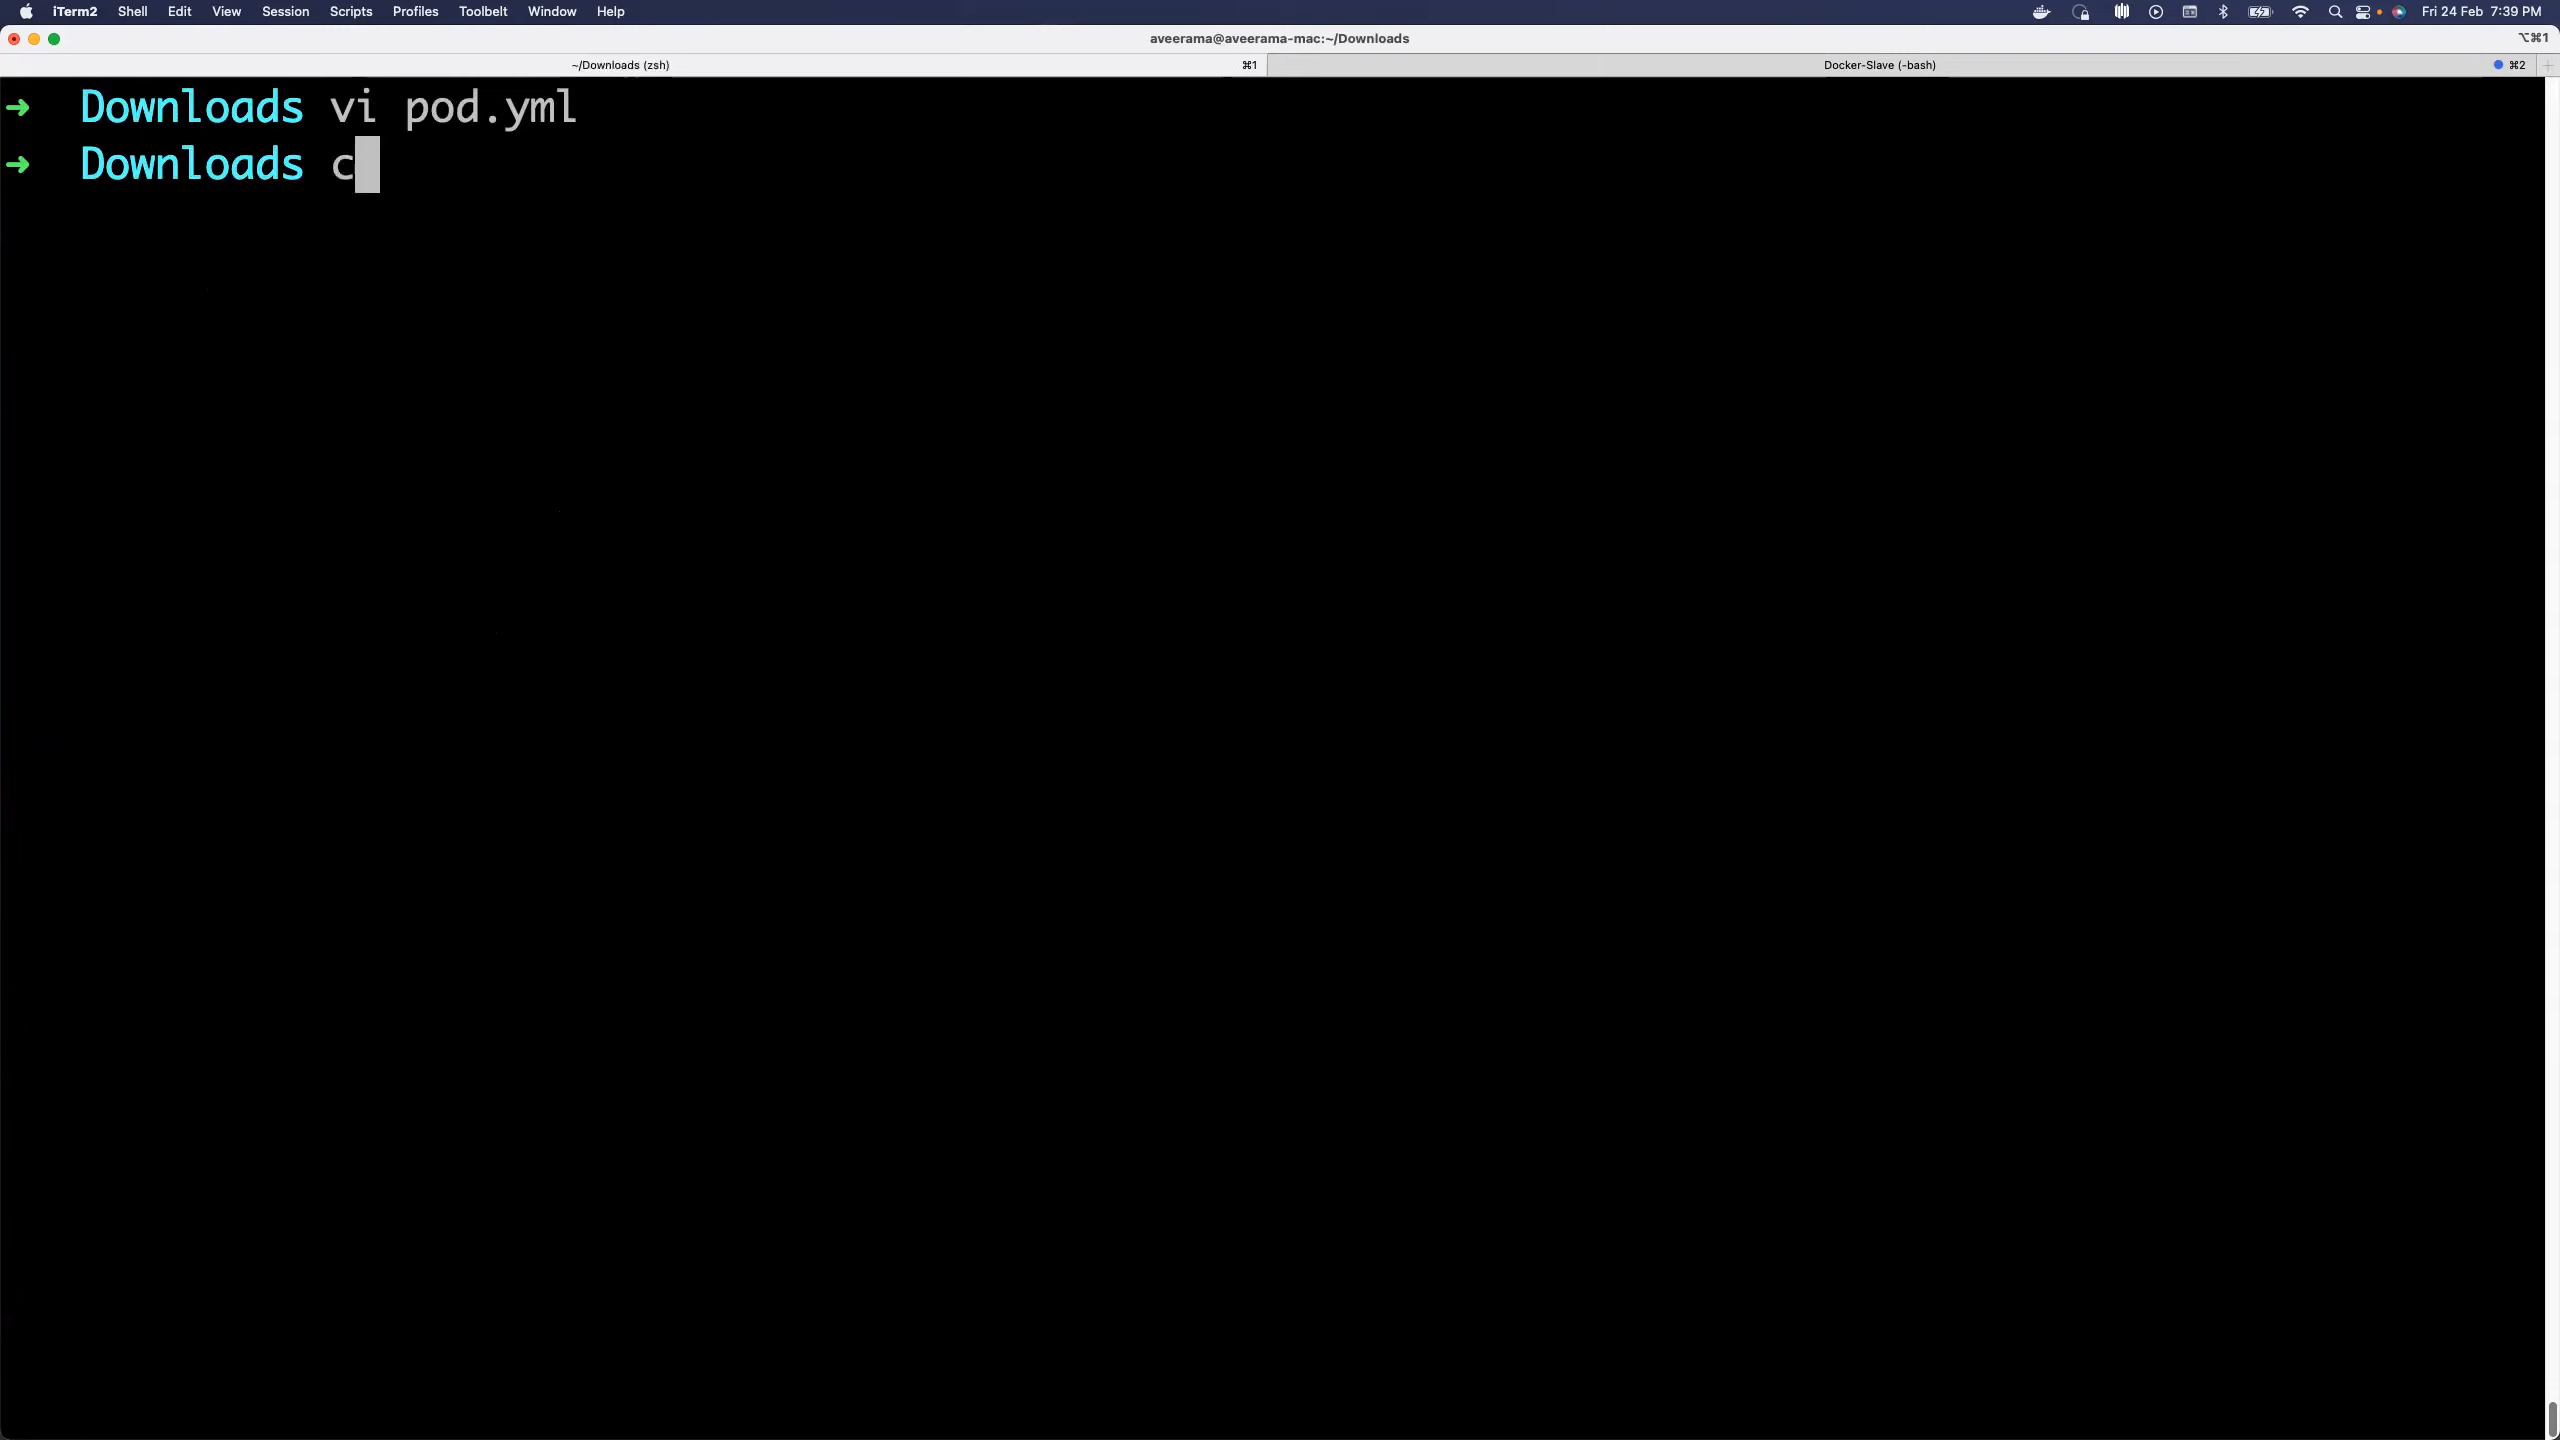 iTerm2 Shell Edit View Session Scripts Profiles Toolbelt Window Help Fri 24 Feb 7:39 PM
aveerama@aveerama-mac:~/Downloads ⌥⌘1
~/Downloads (zsh) ⌘1 Docker-Slave (-bash) ⌘2
➜ Downloads vi pod.yml
➜ Downloads c